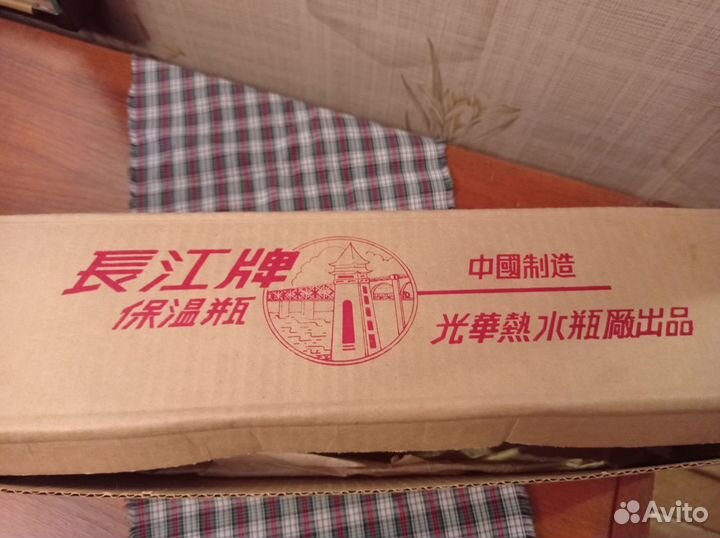 長江牌
保温瓶
中國制造
光華熱水瓶廠出品
Avito